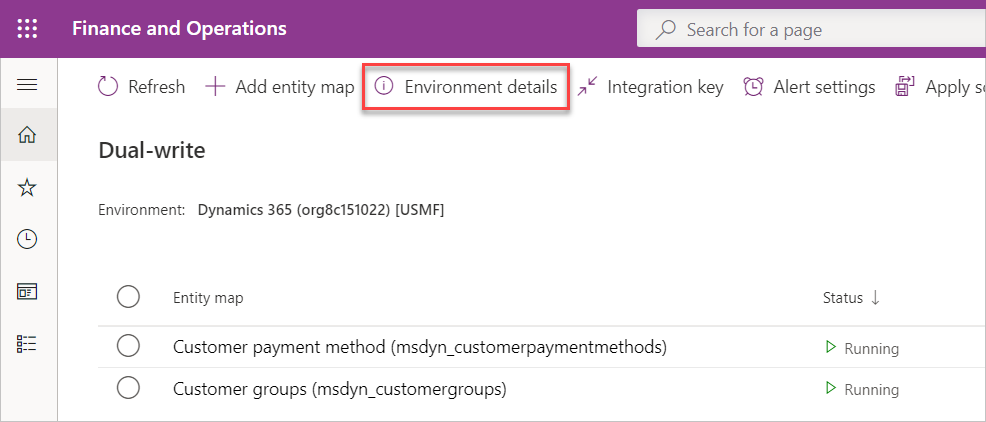 Finance and Operations
Search for a page
Refresh
Add entity map
Environment details
Integration key
Alert settings
Apply
Dual-write
Environment: Dynamics 365 (org8c151022) [USMF]
Entity map
Status
Customer payment method (msdyn_customerpaymentmethods)
Running
Customer groups (msdyn_customergroups)
Running